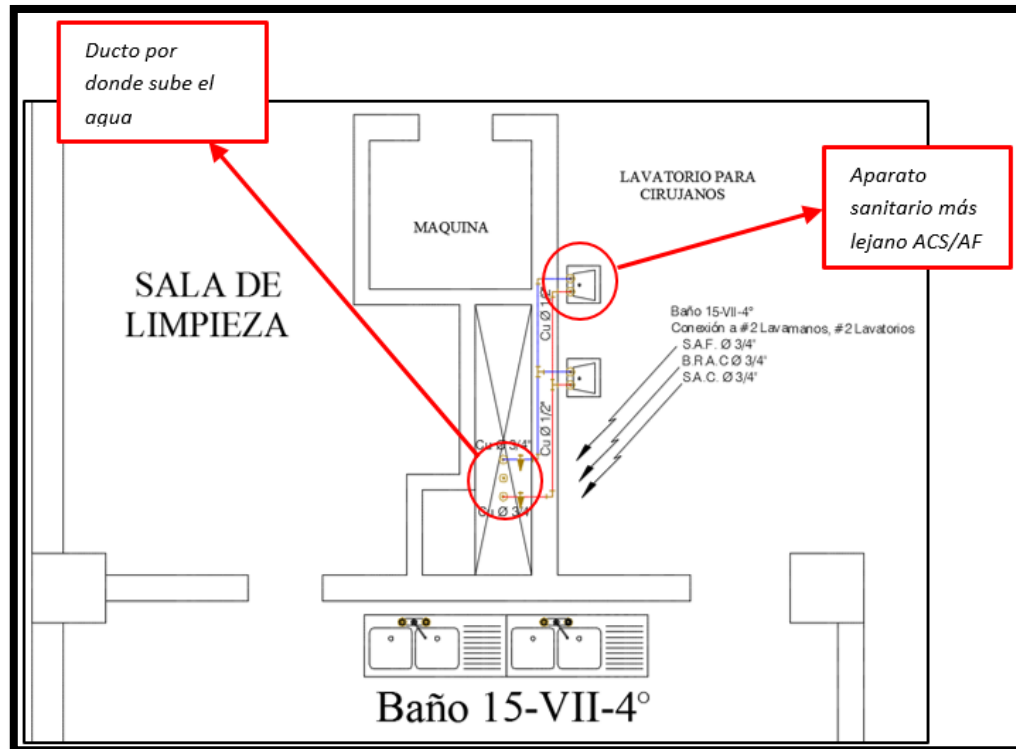 Ducto por
donde sube el
agua
Aparato
sanitario más
lejano ACS/AF
LAVATORIO PARA
CIRUJANOS
MAQUINA
SALA DE
LIMPIEZA
Cu Ø 1/2"
Baño 15-VII-4°
Conexión a #2 Lavamanos, #2 Lavatorios
S.A.F. Ø 3/4"
B.R.A.C Ø 3/4"
S.A.C. Ø 3/4"
Cu Ø 1/2"
Cu Ø 3/4"
Cu Ø 3/4"
Baño 15-VII-4°